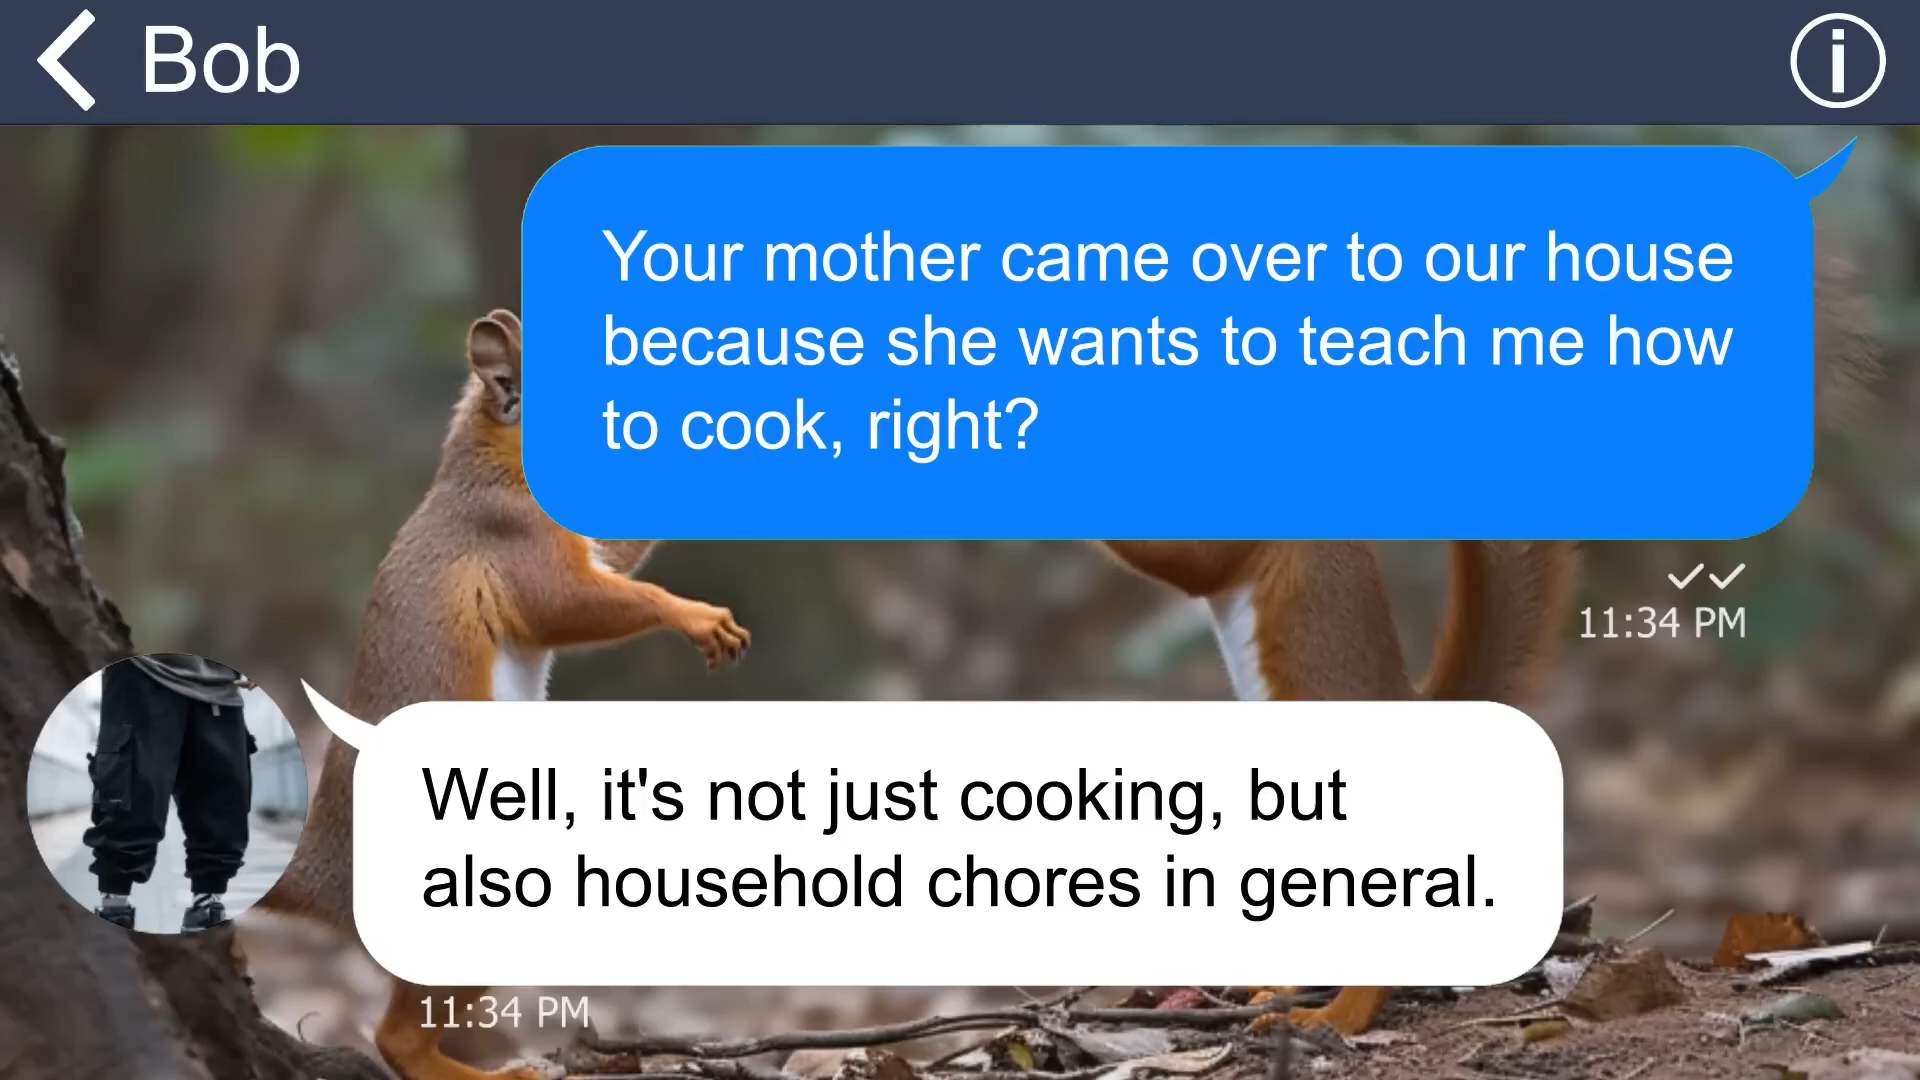 Bob
Your mother came over to our house
because she wants to teach me how
to cook, right?
11:34 PM
Well, it's not just cooking, but
also household chores in general.
11:34 PM